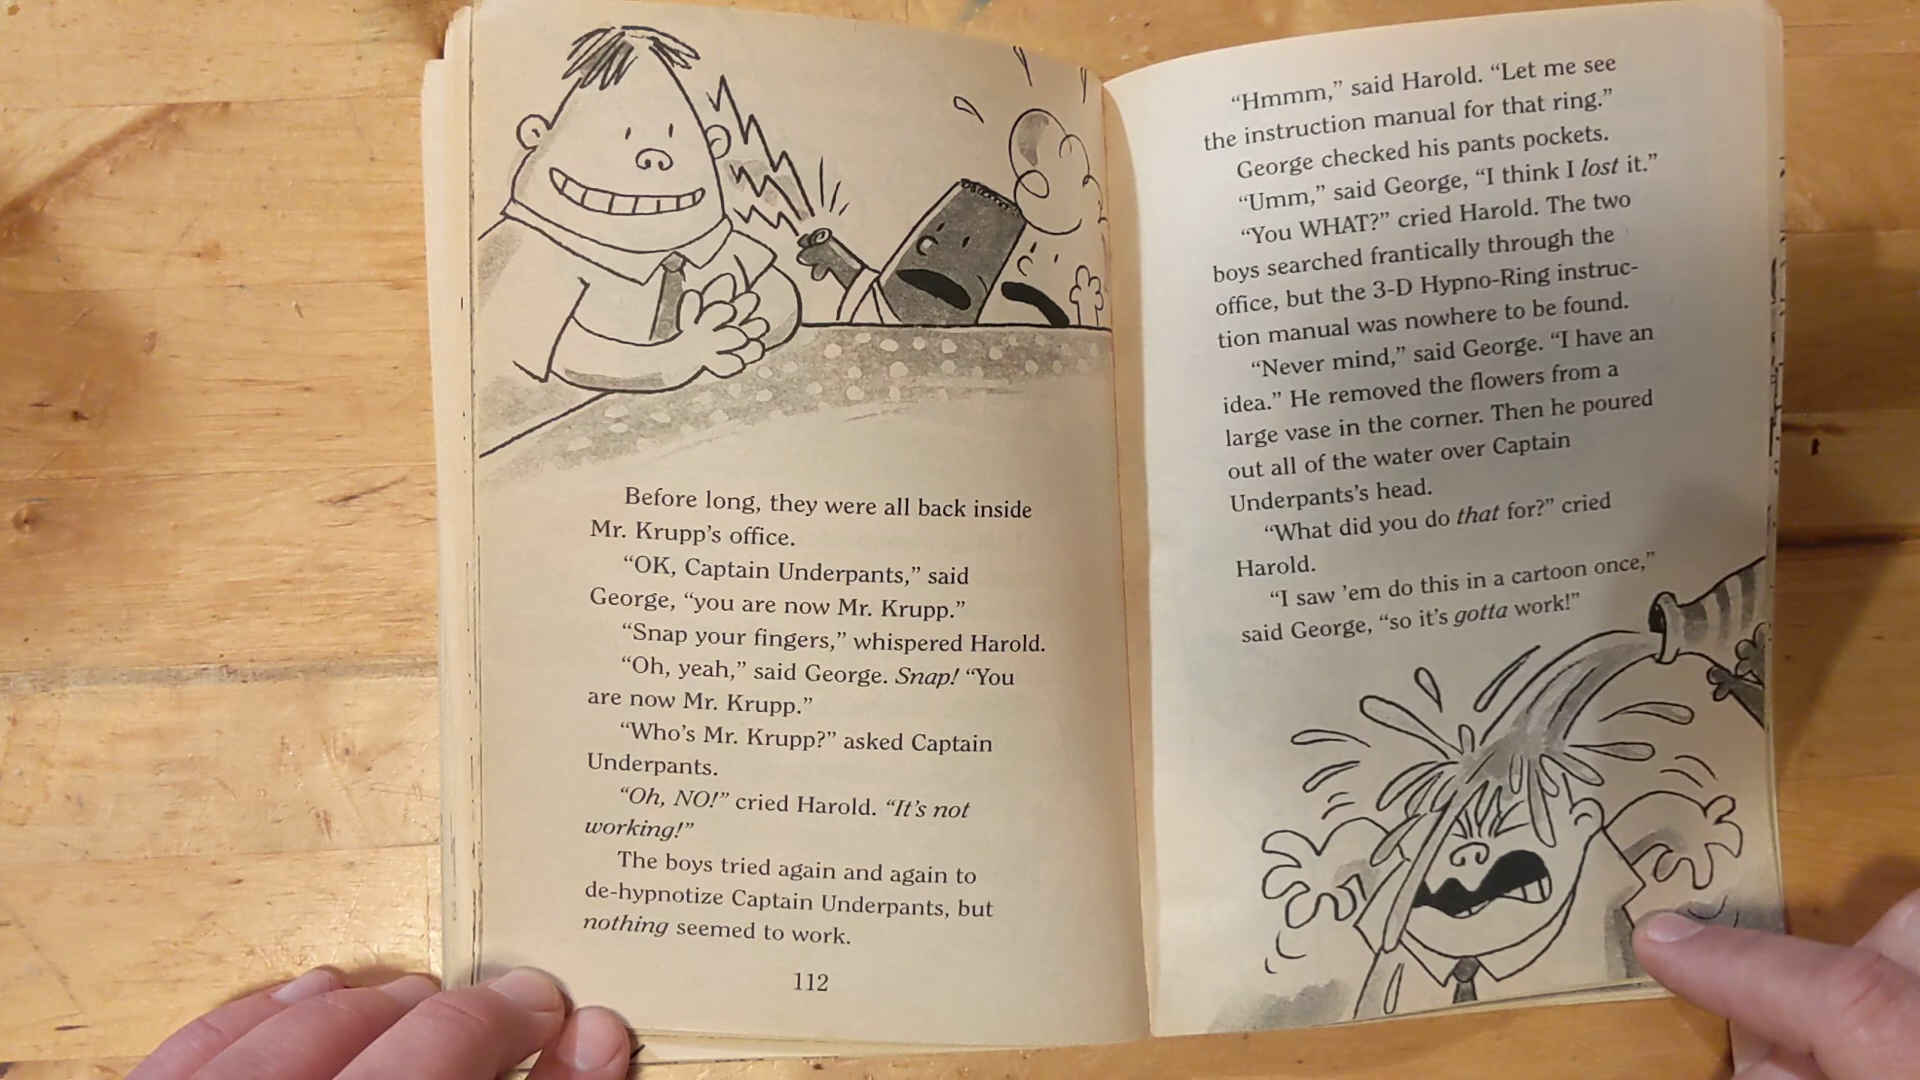 Before long, they were all back inside
Mr. Krupp’s office.
“OK, Captain Underpants,” said
George, “you are now Mr. Krupp.”
“Snap your fingers,” whispered Harold.
“Oh, yeah,” said George. Snap! “You
are now Mr. Krupp.”
“Who’s Mr. Krupp?” asked Captain
Underpants.
“Oh, NO!” cried Harold. “It’s not
working!”
The boys tried again and again to
de-hypnotize Captain Underpants, but
nothing seemed to work.
112
“Hmmm,” said Harold. “Let me see
the instruction manual for that ring.”
George checked his pants pockets.
“Umm,” said George, “I think I lost it.”
“You WHAT?” cried Harold. The two
boys searched frantically through the
office, but the 3-D Hypno-Ring instruc-
tion manual was nowhere to be found.
“Never mind,” said George. “I have an
idea.” He removed the flowers from a
large vase in the corner. Then he poured
out all of the water over Captain
Underpants’s head.
“What did you do that for?” cried
Harold.
“I saw ’em do this in a cartoon once,”
said George, “so it’s gotta work!”